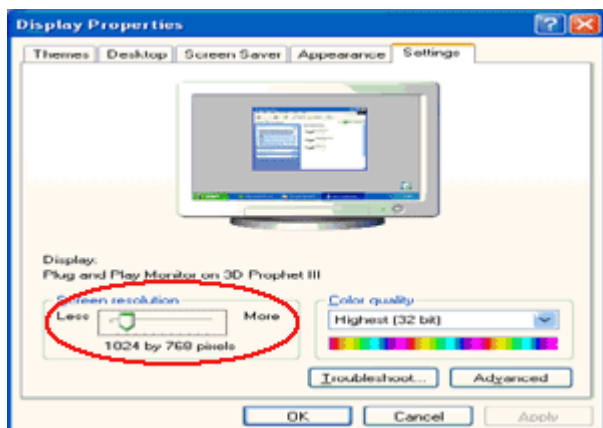 Display Properties
Themes Desktop Screen Saver Appearance Settings
Display:
Plug and Play Monitor on 3D Prophet III
Screen resolution
Less More
1024 by 768 pixels
Color quality
Highest (32 bit)
Troubleshoot... Advanced
OK Cancel Apply